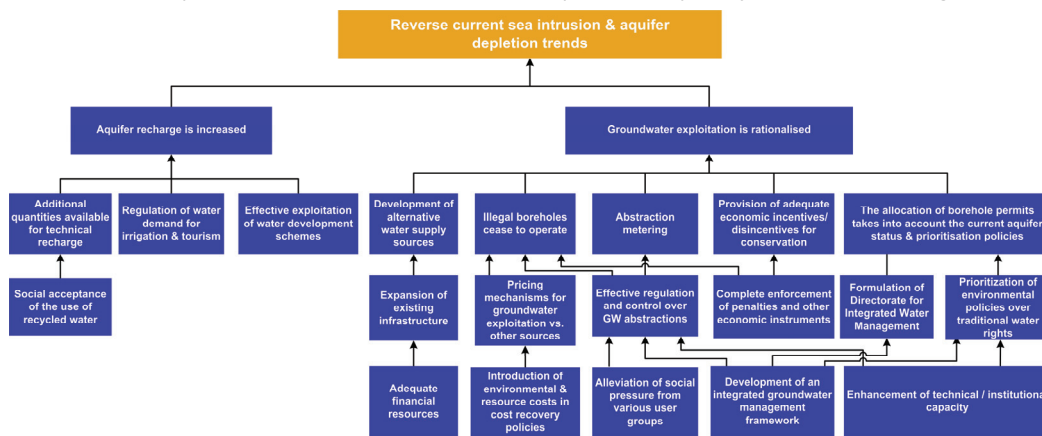 Reverse current sea intrusion & aquifer
depletion trends
Aquifer recharge is increased
Groundwater exploitation is rationalised
Additional
quantities available
for technical
recharge
Regulation of water
demand for
irrigation & tourism
Effective exploitation
of water development
schemes
Development of
alternative
water supply
sources
Illegal boreholes
cease to operate
Abstraction
metering
Provision of adequate
economic incentives/
disincentives for
conservation
The allocation of borehole permits
takes into account the current aquifer
status & prioritisation policies
Social acceptance
of the use of
recycled water
Expansion of
existing
infrastructure
Pricing
mechanisms for
groundwater
exploitation vs.
other sources
Effective regulation
and control over
GW abstractions
Complete enforcement
of penalties and other
economic instruments
Formulation of
Directorate for
Integrated Water
Management
Prioritization of
environmental
policies over
traditional water
rights
Adequate
financial
resources
Introduction of
environmental &
resource costs in
cost recovery
policies
Alleviation of social
pressure from
various user
groups
Development of an
integrated groundwater
management
framework
Enhancement of technical / institutional
capacity